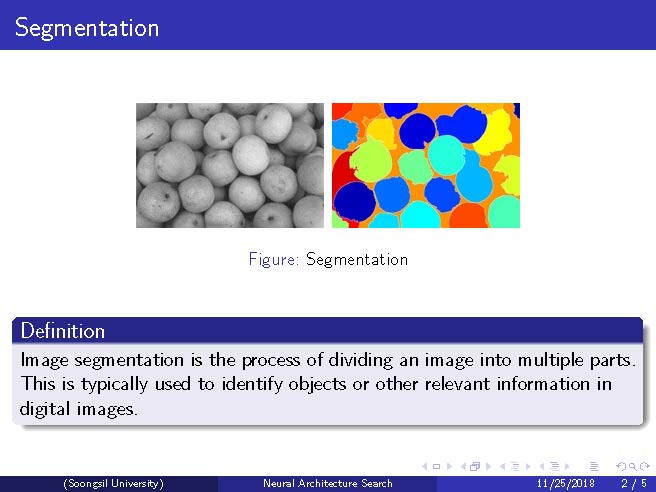 Segmentation
Figure: Segmentation
Definition
Image segmentation is the process of dividing an image into multiple parts.
This is typically used to identify objects or other relevant information in
digital images.
(Soongsil University) Neural Architecture Search 11/25/2018 2 / 5